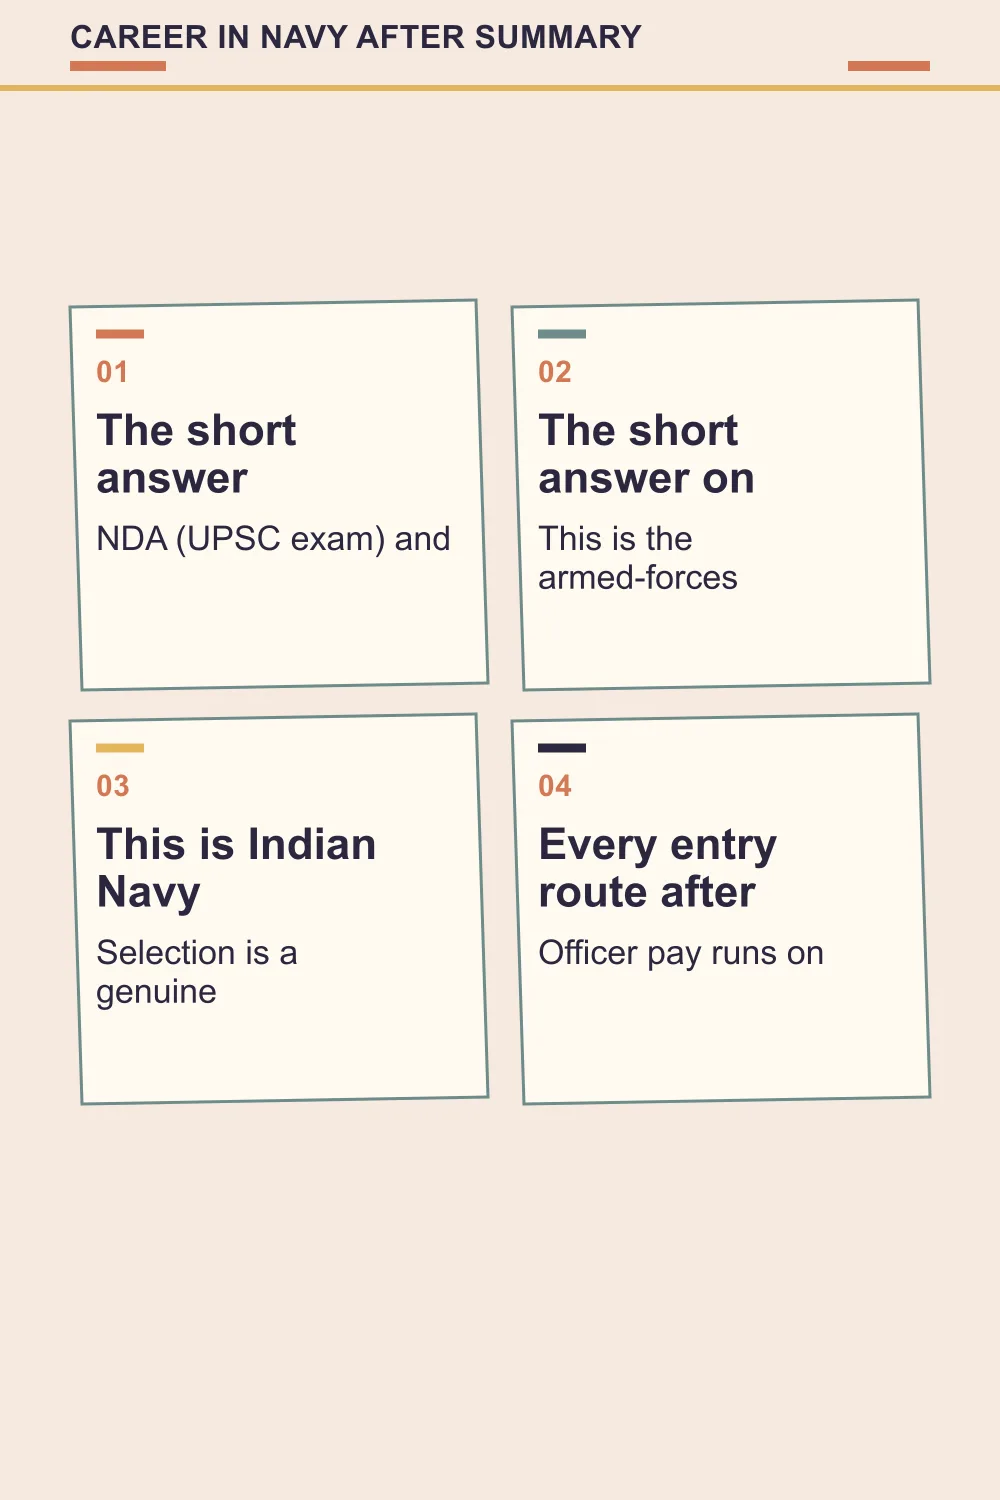 CAREER IN NAVY AFTER SUMMARY
01
The short
answer
NDA (UPSC exam) and
02
The short
answer on
This is the
armed-forces
03
This is Indian
Navy
Selection is a
genuine
04
Every entry
route after
Officer pay runs on